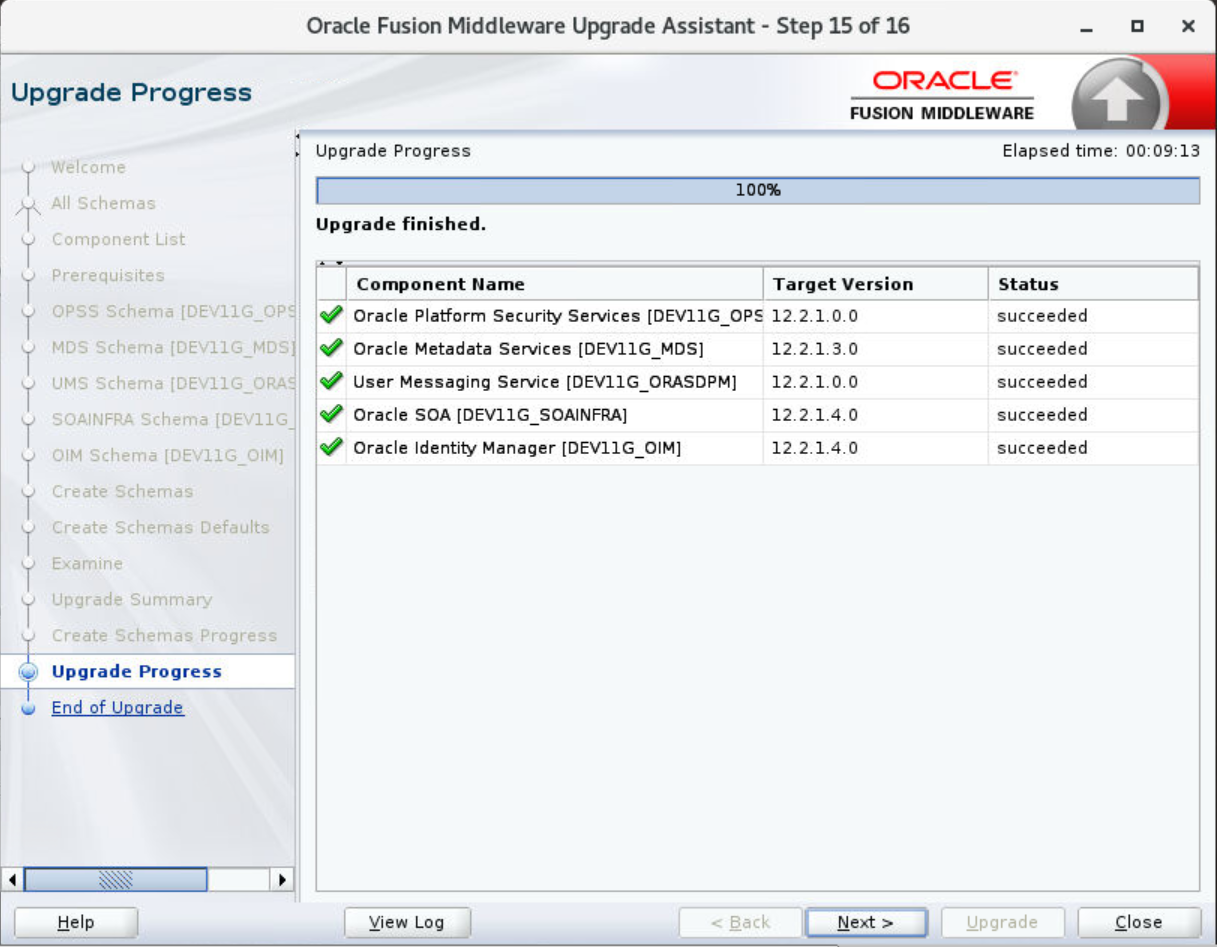 Oracle Fusion Middleware Upgrade Assistant - Step 15 of 16
Upgrade Progress
ORACLE
FUSION MIDDLEWARE
Welcome
All Schemas
Component List
Prerequisites
OPSS Schema [DEV11G_OPS
MDS Schema [DEV11G_MDS]
UMS Schema [DEV11G_ORAS
SOAINFRA Schema [DEV11G_
OIM Schema [DEV11G_OIM]
Create Schemas
Create Schemas Defaults
Examine
Upgrade Summary
Create Schemas Progress
Upgrade Progress
End of Upgrade
Upgrade Progress Elapsed time: 00:09:13
100%
Upgrade finished.
Component Name Target Version Status
Oracle Platform Security Services [DEV11G_OPS 12.2.1.0.0 succeeded
Oracle Metadata Services [DEV11G_MDS] 12.2.1.3.0 succeeded
User Messaging Service [DEV11G_ORASDPM] 12.2.1.0.0 succeeded
Oracle SOA [DEV11G_SOAINFRA] 12.2.1.4.0 succeeded
Oracle Identity Manager [DEV11G_OIM] 12.2.1.4.0 succeeded
Help View Log < Back Next > Upgrade Close